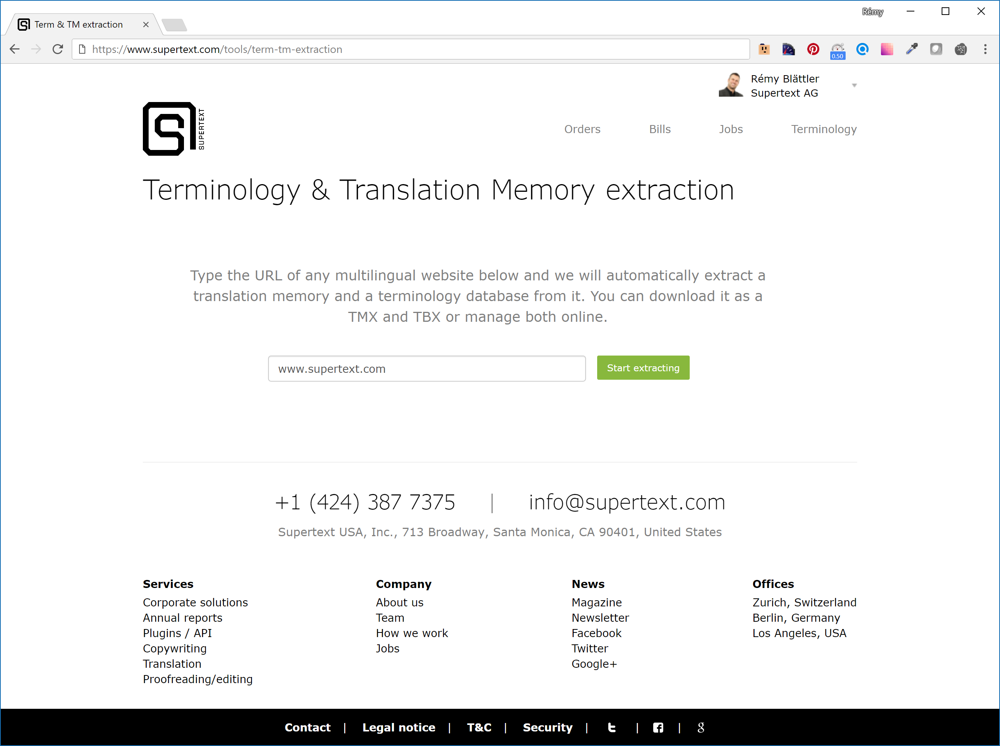 Rémy
Term & TM extraction
https://www.supertext.com/tools/term-tm-extraction
0.50
Rémy Blättler
Supertext AG
SUPERTEXT
Orders Bills Jobs Terminology
Terminology & Translation Memory extraction
Type the URL of any multilingual website below and we will automatically extract a
translation memory and a terminology database from it. You can download it as a
TMX and TBX or manage both online.
www.supertext.com
Start extracting
+1 (424) 387 7375 | info@supertext.com
Supertext USA, Inc., 713 Broadway, Santa Monica, CA 90401, United States
Services
Corporate solutions
Annual reports
Plugins / API
Copywriting
Translation
Proofreading/editing
Company
About us
Team
How we work
Jobs
News
Magazine
Newsletter
Facebook
Twitter
Google+
Offices
Zurich, Switzerland
Berlin, Germany
Los Angeles, USA
Contact | Legal notice | T&C | Security | | |